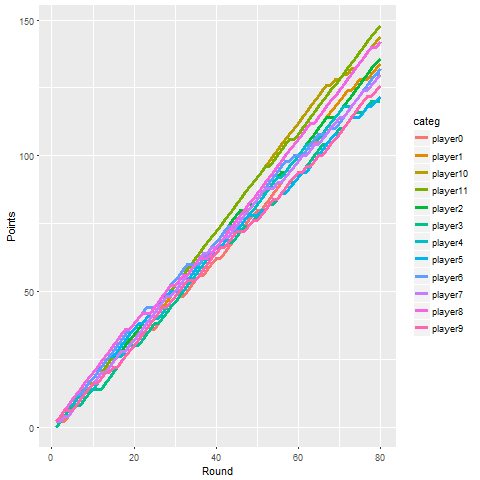 150
100
50
0
Points
0
20
40
60
80
Round
categ
player0
player1
player10
player11
player2
player3
player4
player5
player6
player7
player8
player9